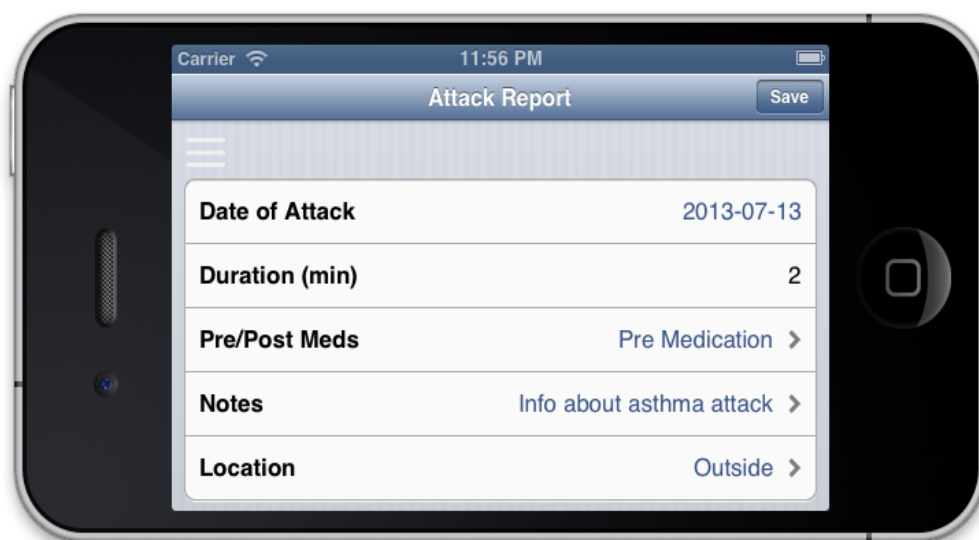 Carrier 11:56 PM
Attack Report Save
Date of Attack 2013-07-13
Duration (min) 2
Pre/Post Meds Pre Medication
Notes Info about asthma attack
Location Outside